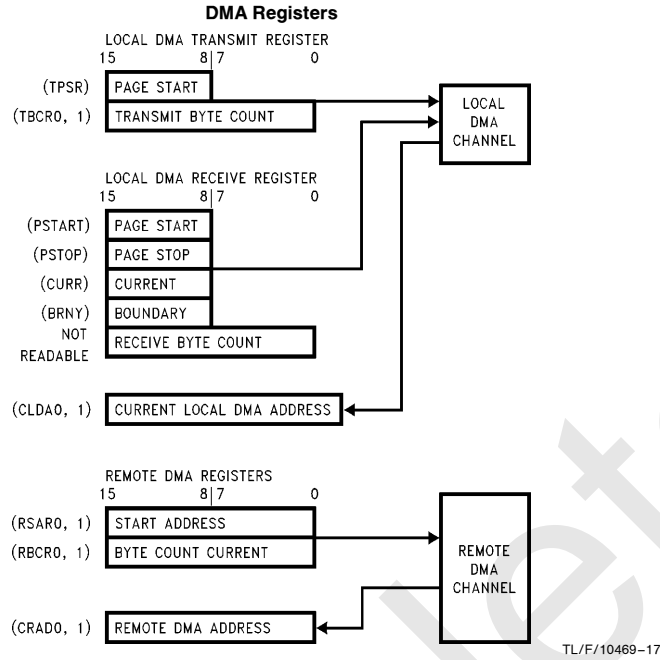 DMA Registers
LOCAL DMA TRANSMIT REGISTER
15 8|7 0
(TPSR) PAGE START
(TBCR0, 1) TRANSMIT BYTE COUNT
LOCAL DMA CHANNEL
LOCAL DMA RECEIVE REGISTER
15 8|7 0
(PSTART) PAGE START
(PSTOP) PAGE STOP
(CURR) CURRENT
(BRNY) BOUNDARY
NOT READABLE RECEIVE BYTE COUNT
(CLDA0, 1) CURRENT LOCAL DMA ADDRESS
REMOTE DMA REGISTERS
15 8|7 0
(RSAR0, 1) START ADDRESS
(RBCR0, 1) BYTE COUNT CURRENT
REMOTE DMA CHANNEL
(CRAD0, 1) REMOTE DMA ADDRESS
TL/F/10469–17